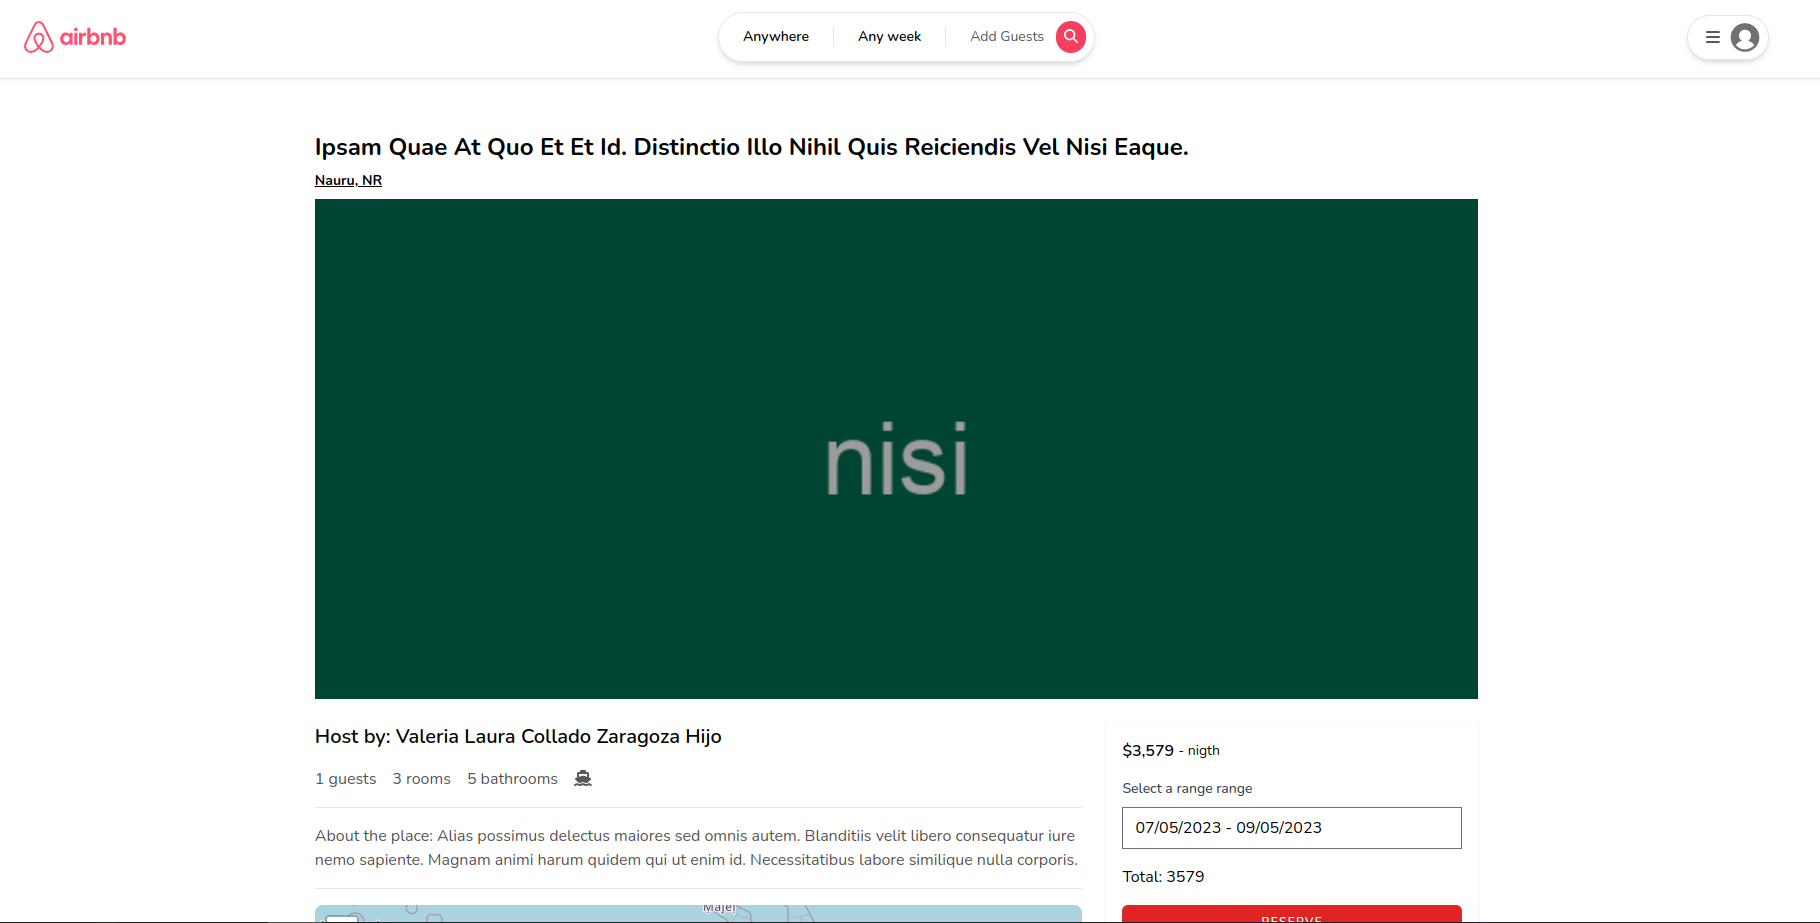 airbnb
Anywhere Any week Add Guests
Ipsam Quae At Quo Et Et Id. Distinctio Illo Nihil Quis Reiciendis Vel Nisi Eaque.
Nauru, NR
nisi
Host by: Valeria Laura Collado Zaragoza Hijo
1 guests 3 rooms 5 bathrooms
About the place: Alias possimus delectus maiores sed omnis autem. Blanditiis velit libero consequatur iure
nemo sapiente. Magnam animi harum quidem qui ut enim id. Necessitatibus labore similique nulla corporis.
$3,579 - nigth
Select a range range
07/05/2023 - 09/05/2023
Total: 3579
RESERVE